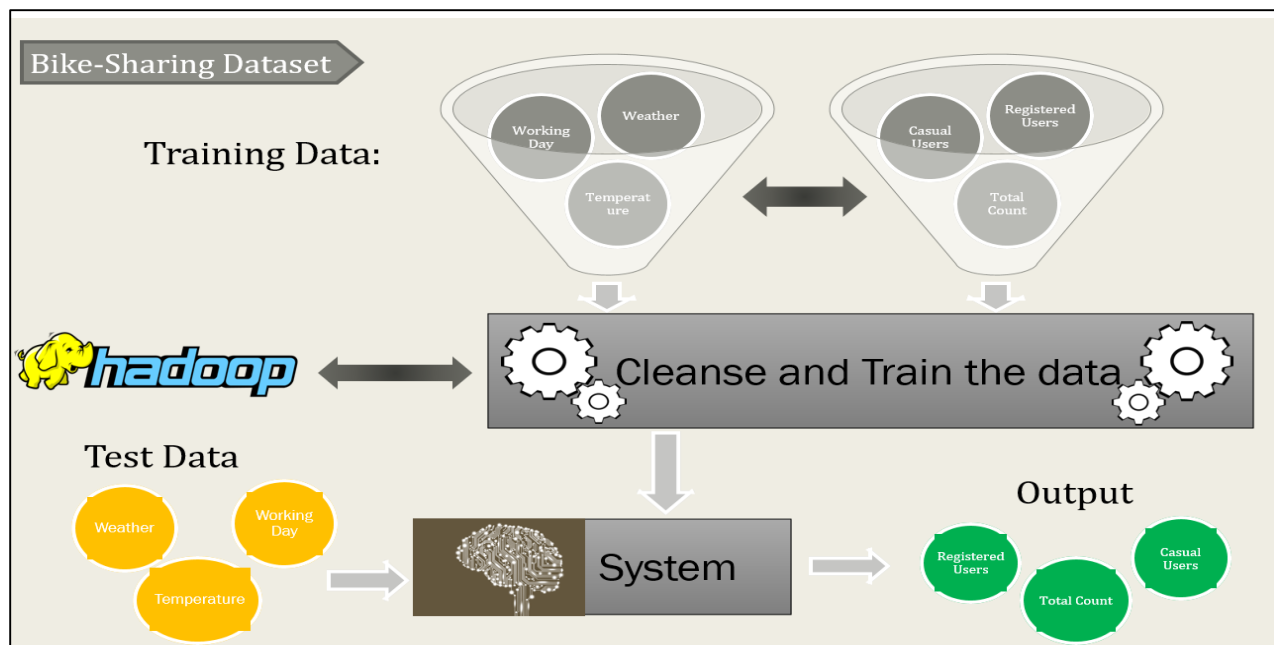 Bike-Sharing Dataset
Training Data:
Working
Day
Weather
Temperat
ure
Casual
Users
Registered
Users
Total
Count
hadoop
Cleanse and Train the data
Test Data
Weather
Working
Day
Temperature
System
Output
Registered
Users
Total Count
Casual
Users